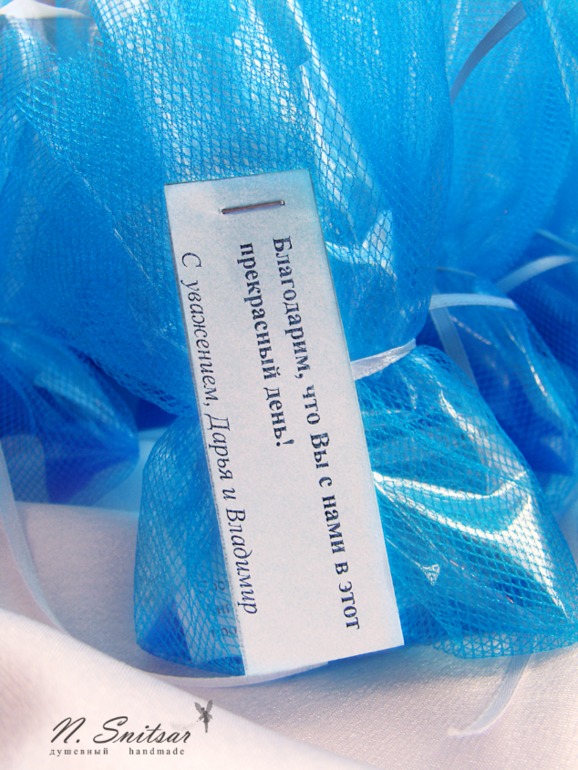 Благодарим, что Вы с нами в этот
прекрасный день!
С уважением, Дарья и Владимир
N. Snitsar
душевный handmade